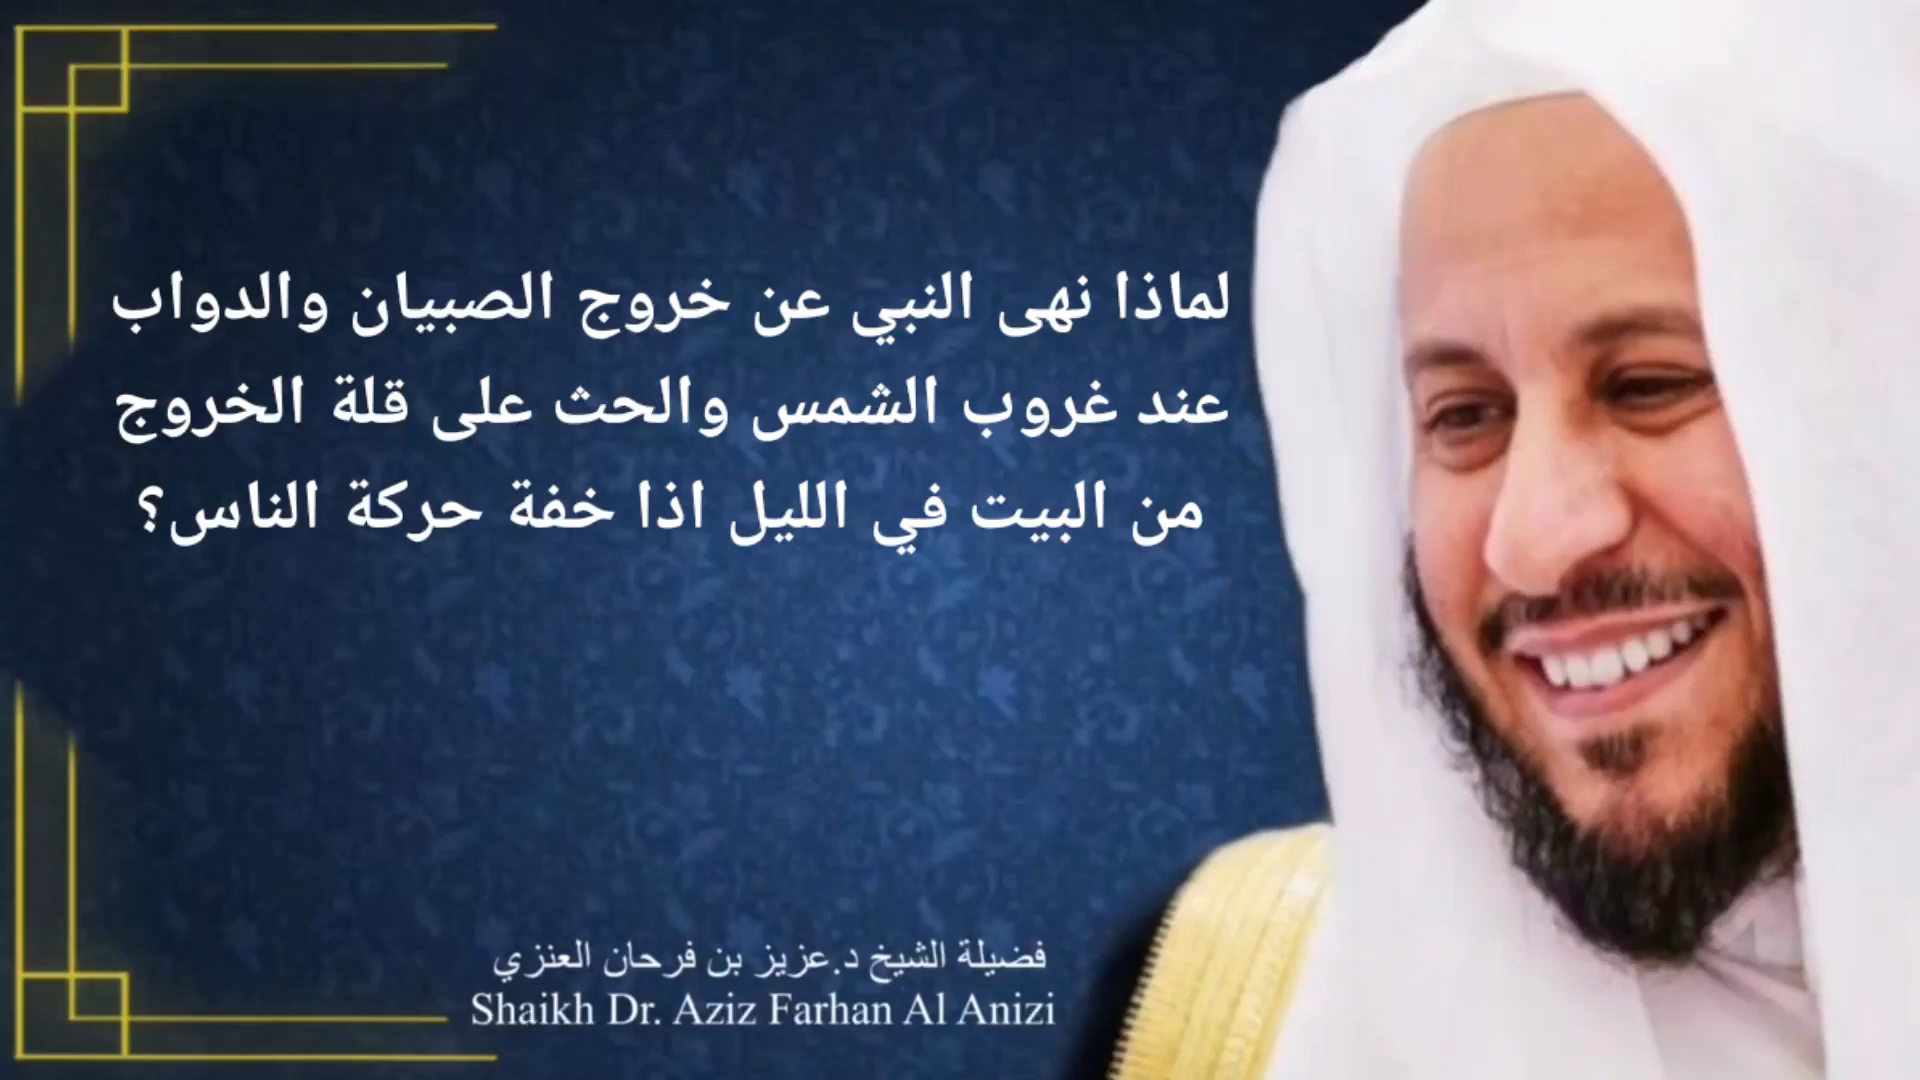 لماذا نهى النبي عن خروج الصبيان والدواب
عند غروب الشمس والحث على قلة الخروج
من البيت في الليل اذا خفة حركة الناس؟
فضيلة الشيخ د.عزيز بن فرحان العنزي
Shaikh Dr. Aziz Farhan Al Anizi